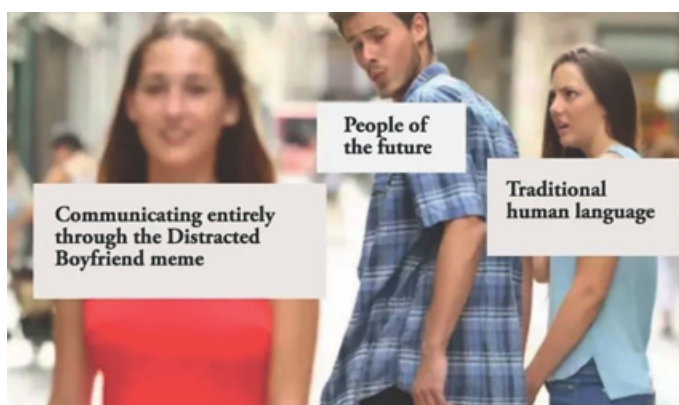 Communicating entirely
through the Distracted
Boyfriend meme
People of
the future
Traditional
human language